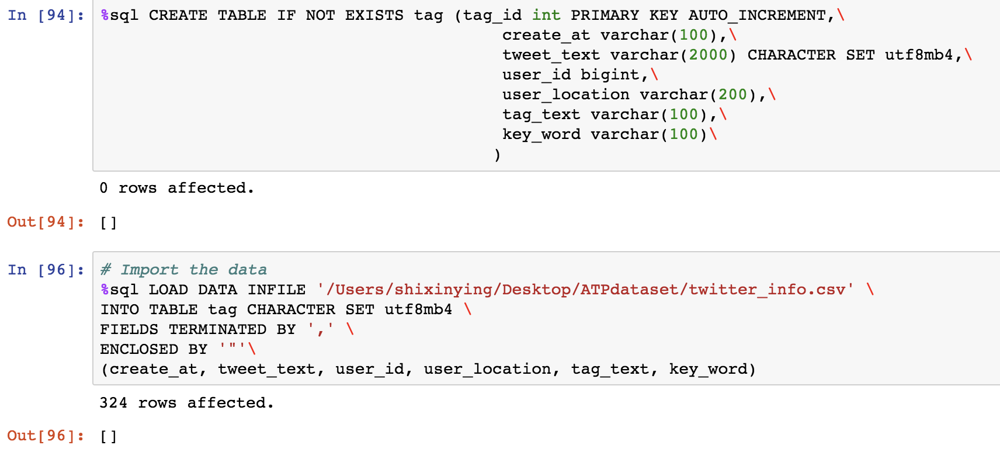 In [94]: %sql CREATE TABLE IF NOT EXISTS tag (tag_id int PRIMARY KEY AUTO_INCREMENT,\
create_at varchar(100),\
tweet_text varchar(2000) CHARACTER SET utf8mb4,\
user_id bigint,\
user_location varchar(200),\
tag_text varchar(100),\
key_word varchar(100)\
)
0 rows affected.
Out[94]: []
In [96]: # Import the data
%sql LOAD DATA INFILE '/Users/shixinying/Desktop/ATPdataset/twitter_info.csv' \
INTO TABLE tag CHARACTER SET utf8mb4 \
FIELDS TERMINATED BY ',' \
ENCLOSED BY '"'\
(create_at, tweet_text, user_id, user_location, tag_text, key_word)
324 rows affected.
Out[96]: []